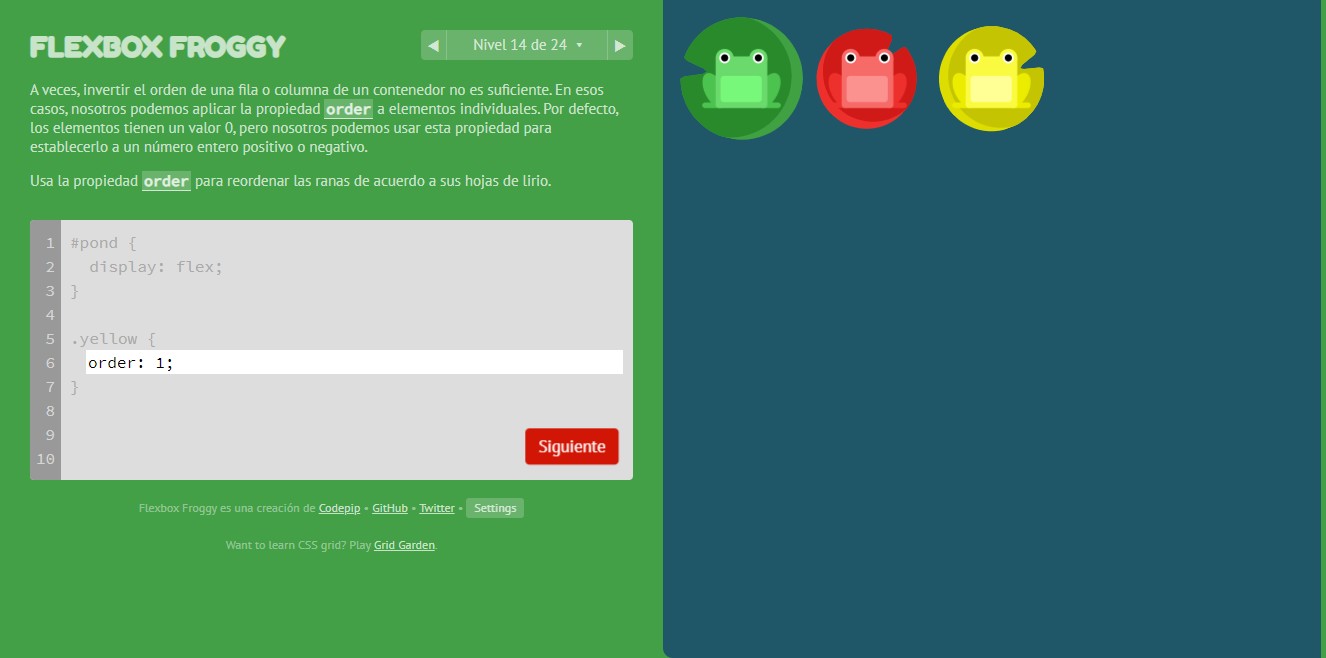 FLEXBOX FROGGY
◀ Nivel 14 de 24 ▾ ▶
A veces, invertir el orden de una fila o columna de un contenedor no es suficiente. En esos
casos, nosotros podemos aplicar la propiedad order a elementos individuales. Por defecto,
los elementos tienen un valor 0, pero nosotros podemos usar esta propiedad para
establecerlo a un número entero positivo o negativo.
Usa la propiedad order para reordenar las ranas de acuerdo a sus hojas de lirio.
1 #pond {
2   display: flex;
3 }
4
5 .yellow {
6   order: 1;
7 }
8
9
10
Siguiente
Flexbox Froggy es una creación de Codepip • GitHub • Twitter • Settings
Want to learn CSS grid? Play Grid Garden.